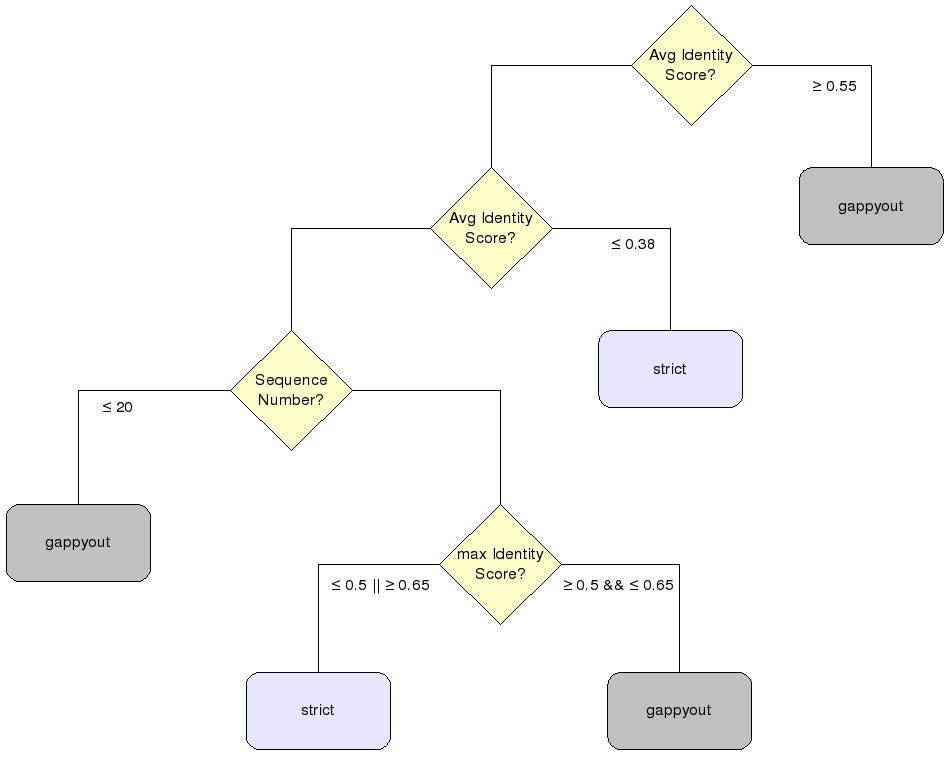 Avg Identity
Score?
≥ 0.55
gappyout
Avg Identity
Score?
≤ 0.38
strict
Sequence
Number?
≤ 20
gappyout
max Identity
Score?
≤ 0.5 || ≥ 0.65
≥ 0.5 && ≤ 0.65
strict
gappyout